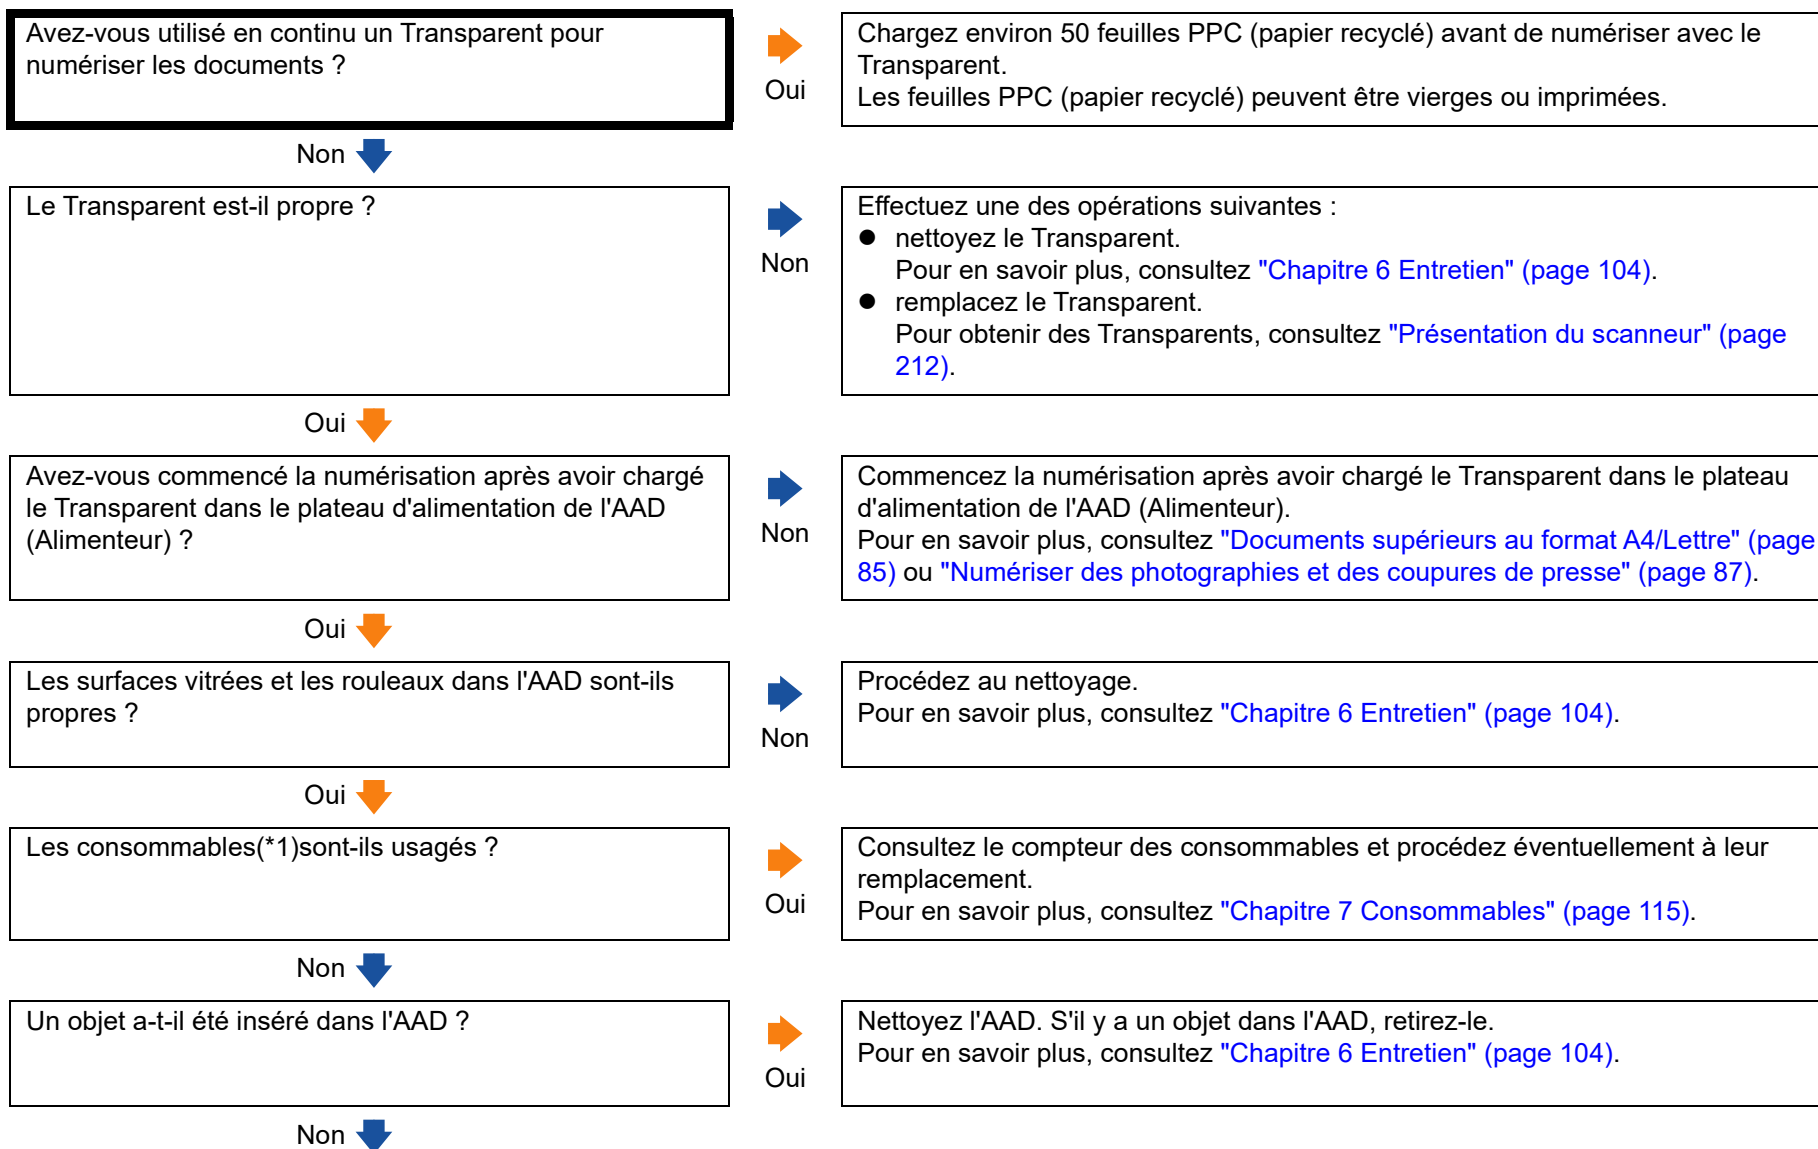 Avez-vous utilisé en continu un Transparent pour
numériser les documents ?
Oui
Chargez environ 50 feuilles PPC (papier recyclé) avant de numériser avec le
Transparent.
Les feuilles PPC (papier recyclé) peuvent être vierges ou imprimées.
Non
Le Transparent est-il propre ?
Non
Effectuez une des opérations suivantes :
● nettoyez le Transparent.
Pour en savoir plus, consultez "Chapitre 6 Entretien" (page 104).
● remplacez le Transparent.
Pour obtenir des Transparents, consultez "Présentation du scanneur" (page
212).
Oui
Avez-vous commencé la numérisation après avoir chargé
le Transparent dans le plateau d'alimentation de l'AAD
(Alimenteur) ?
Non
Commencez la numérisation après avoir chargé le Transparent dans le plateau
d'alimentation de l'AAD (Alimenteur).
Pour en savoir plus, consultez "Documents supérieurs au format A4/Lettre" (page
85) ou "Numériser des photographies et des coupures de presse" (page 87).
Oui
Les surfaces vitrées et les rouleaux dans l'AAD sont-ils
propres ?
Non
Procédez au nettoyage.
Pour en savoir plus, consultez "Chapitre 6 Entretien" (page 104).
Oui
Les consommables(*1)sont-ils usagés ?
Oui
Consultez le compteur des consommables et procédez éventuellement à leur
remplacement.
Pour en savoir plus, consultez "Chapitre 7 Consommables" (page 115).
Non
Un objet a-t-il été inséré dans l'AAD ?
Oui
Nettoyez l'AAD. S'il y a un objet dans l'AAD, retirez-le.
Pour en savoir plus, consultez "Chapitre 6 Entretien" (page 104).
Non